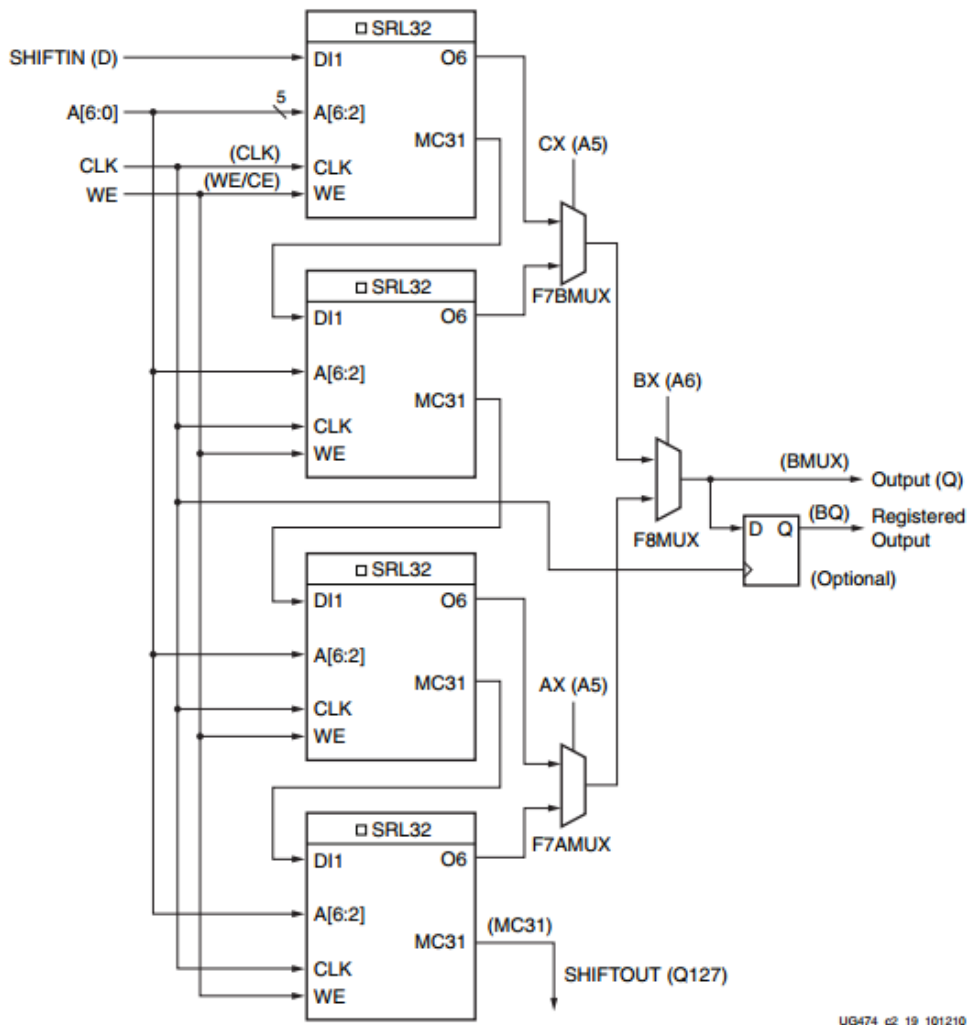 SRL32
SHIFTIN (D)
DI1
O6
A[6:0]
5
A[6:2]
MC31
CX (A5)
CLK
(CLK)
CLK
WE
(WE/CE)
WE
F7BMUX
SRL32
DI1
O6
A[6:2]
MC31
BX (A6)
CLK
WE
(BMUX)
Output (Q)
D Q
(BQ)
Registered
Output
F8MUX
(Optional)
SRL32
DI1
O6
A[6:2]
MC31
AX (A5)
CLK
WE
F7AMUX
SRL32
DI1
O6
A[6:2]
MC31
(MC31)
CLK
WE
SHIFTOUT (Q127)
UG474_c2_19_101210